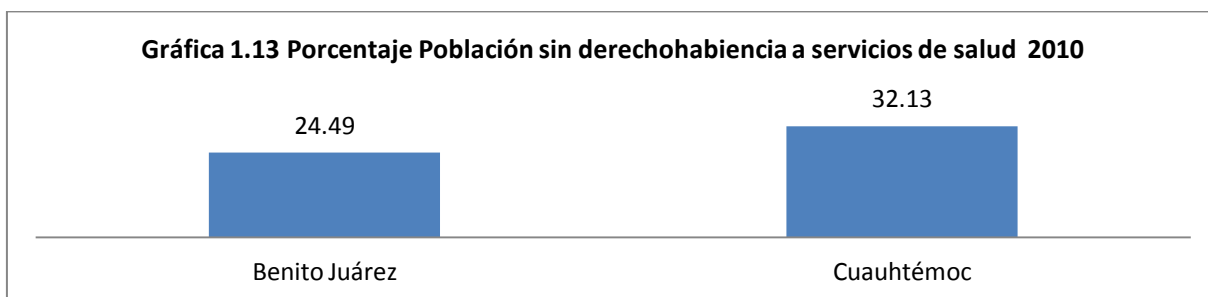 Gráfica 1.13 Porcentaje Población sin derechohabiencia a servicios de salud 2010
24.49
32.13
Benito Juárez
Cuauhtémoc